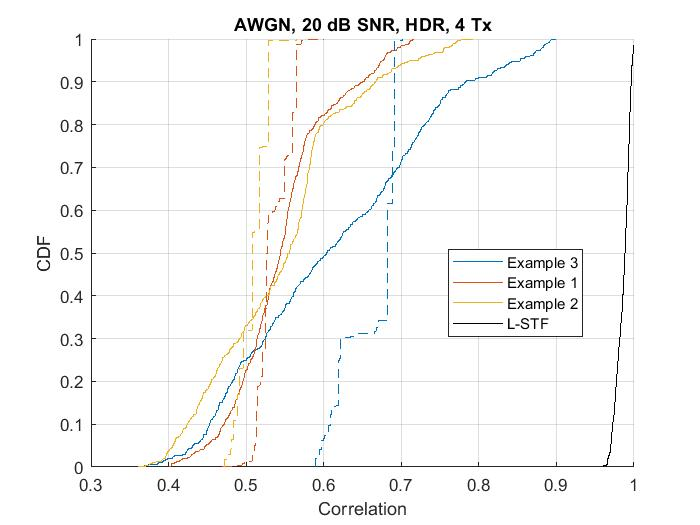 AWGN, 20 dB SNR, HDR, 4 Tx
1
0.9
0.8
0.7
0.6
0.5
0.4
0.3
0.2
0.1
0
CDF
Example 3
Example 1
Example 2
L-STF
0.3 0.4 0.5 0.6 0.7 0.8 0.9 1
Correlation